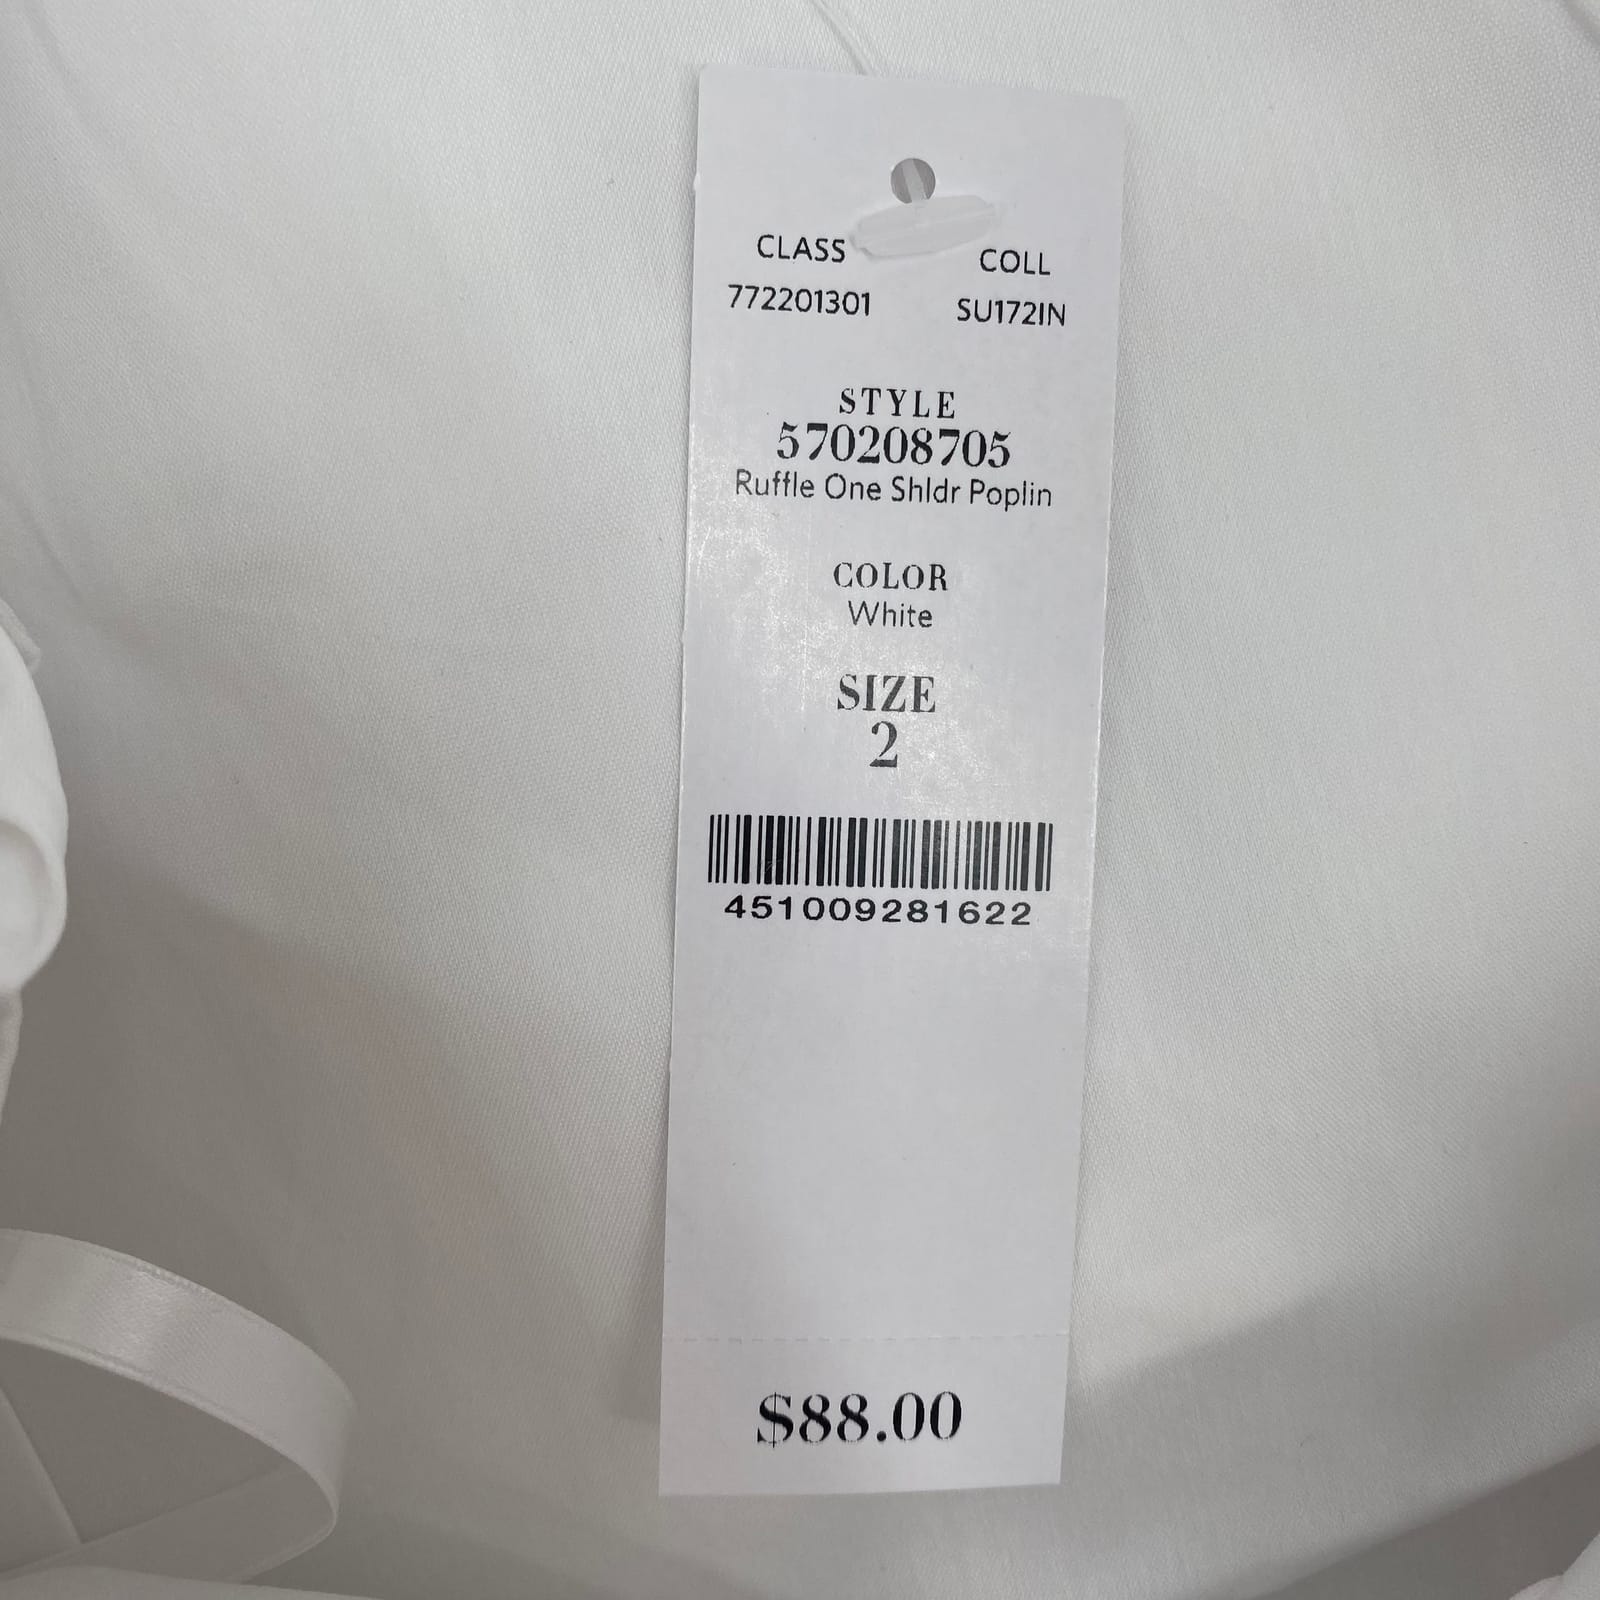 CLASS COLL
772201301 SU172IN
STYLE
570208705
Ruffle One Shldr Poplin
COLOR
White
SIZE
2
451009281622
$88.00